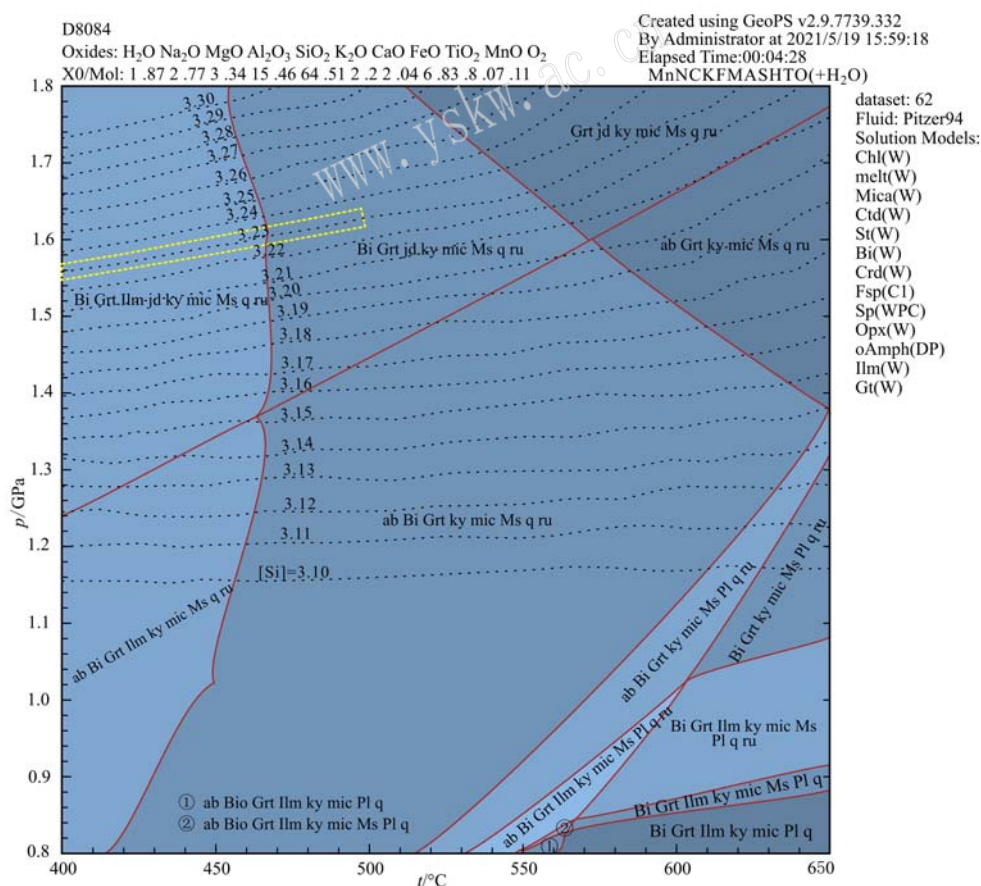 D8084
Oxides: H₂O Na₂O MgO Al₂O₃ SiO₂ K₂O CaO FeO TiO₂ MnO O₂
X0/Mol: 1 .87 2 .77 3 .34 15 .46 64 .51 2 .2 2 .04 6 .83 .8 .07 .11
Created using GeoPS v2.9.7739.332
By Administrator at 2021/5/19 15:59:18
Elapsed Time:00:04:28
MnNCKFMASHTO(+H₂O)
dataset: 62
Fluid: Pitzer94
Solution Models:
Chl(W)
melt(W)
Mica(W)
Ctd(W)
St(W)
Bi(W)
Crd(W)
Fsp(C1)
Sp(WPC)
Opx(W)
oAmph(DP)
Ilm(W)
Gt(W)
www.yskw.ac.c
1.8
1.7
1.6
1.5
1.4
1.3
1.2
1.1
1.0
0.9
0.8
p/GPa
3.30
3.29
3.28
3.27
3.26
3.25
3.24
3.23
3.22
3.21
3.20
3.19
3.18
3.17
3.16
3.15
3.14
3.13
3.12
3.11
[Si]=3.10
Grt jd ky mic Ms q ru
Bi Grt jd ky mic Ms q ru
ab Grt ky mic Ms q ru
Bi Grt Ilm jd ky mic Ms q ru
ab Bi Grt ky mic Ms q ru
ab Bi Grt Ilm ky mic Ms q ru
ab Bi Grt ky mic Ms Pl q ru
Bi Grt ky mic Ms Pl q ru
ab Bi Grt Ilm ky mic Ms Pl q ru
Bi Grt Ilm ky mic Ms
Pl q ru
Bi Grt Ilm ky mic Ms Pl q
Bi Grt Ilm ky mic Pl q
① ab Bio Grt Ilm ky mic Pl q
② ab Bio Grt Ilm ky mic Ms Pl q
②
①
400
450
500
550
600
650
t/°C